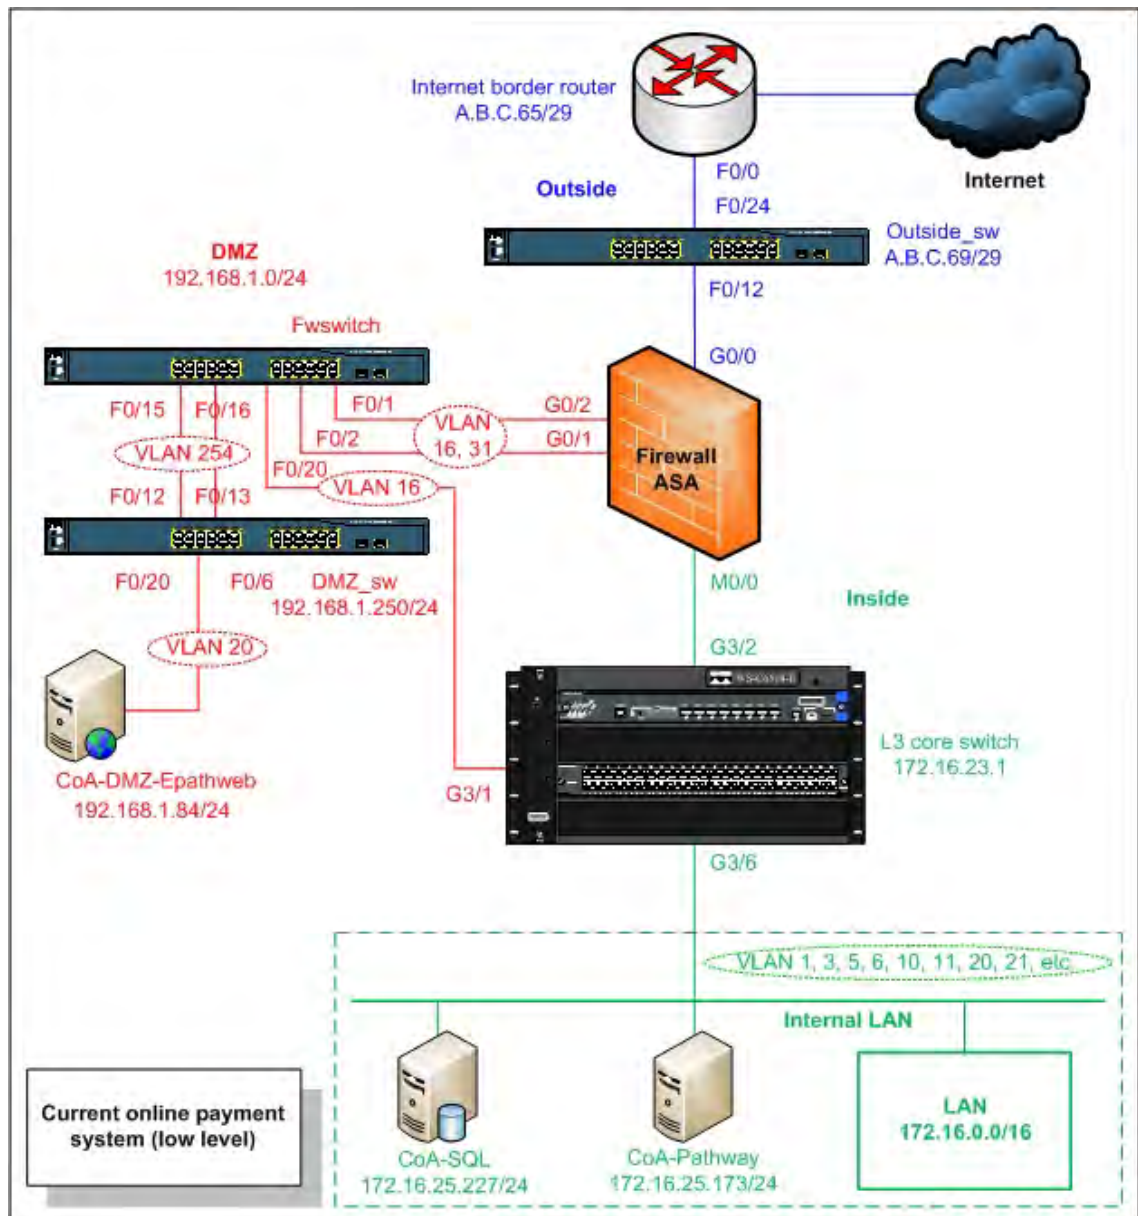 Internet border router
A.B.C.65/29
Internet
F0/0
Outside
F0/24
Outside_sw
A.B.C.69/29
DMZ
192.168.1.0/24
F0/12
Fwswitch
G0/0
F0/15
F0/16
F0/1
VLAN
16, 31
G0/2
F0/2
G0/1
VLAN 254
F0/20
VLAN 16
Firewall
ASA
F0/12
F0/13
F0/20
F0/6
DMZ_sw
192.168.1.250/24
M0/0
Inside
VLAN 20
G3/2
L3 core switch
172.16.23.1
CoA-DMZ-Epathweb
192.168.1.84/24
G3/1
G3/6
VLAN 1, 3, 5, 6, 10, 11, 20, 21, etc
Internal LAN
Current online payment
system (low level)
CoA-SQL
172.16.25.227/24
CoA-Pathway
172.16.25.173/24
LAN
172.16.0.0/16